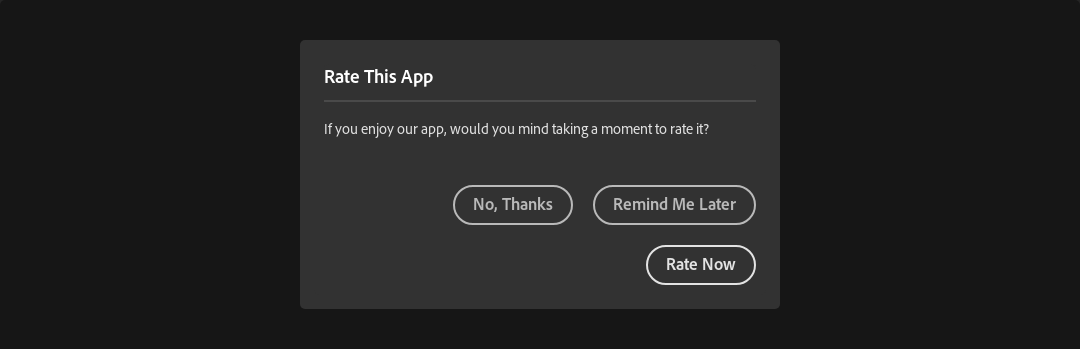 Rate This App
If you enjoy our app, would you mind taking a moment to rate it?
No, Thanks Remind Me Later
Rate Now